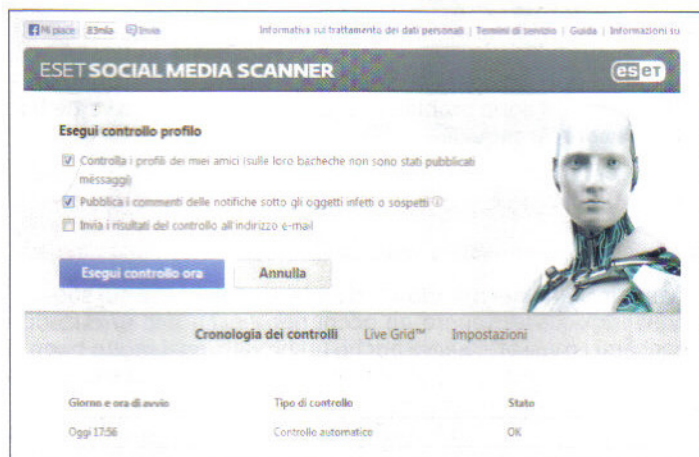 Mi piace 83mila Invia Informativa sul trattamento dei dati personali | Termini di servizio | Guida | Informazioni su
ESET SOCIAL MEDIA SCANNER eset
Esegui controllo profilo
Controlla i profili dei miei amici (sulle loro bacheche non sono stati pubblicati
messaggi)
Pubblica i commenti delle notifiche sotto gli oggetti infetti o sospetti
Invia i risultati del controllo all'indirizzo e-mail
Esegui controllo ora Annulla
Cronologia dei controlli Live Grid™ Impostazioni
Giorno e ora di avvio Tipo di controllo Stato
Oggi 17:56 Controllo automatico OK